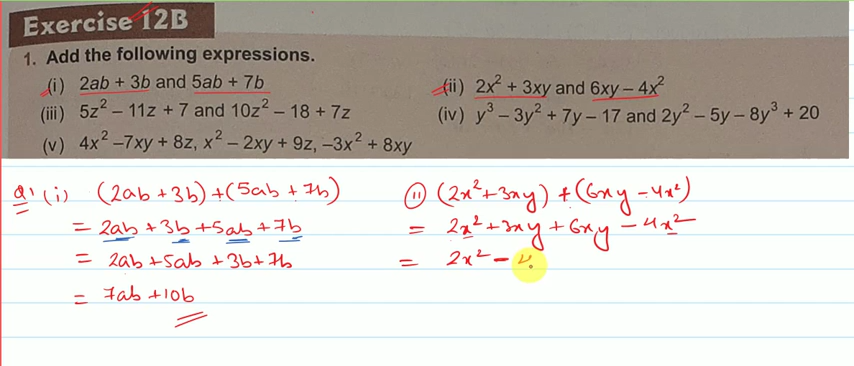 Exercise 12B
1. Add the following expressions.
(i) 2ab + 3b and 5ab + 7b (ii) 2x² + 3xy and 6xy – 4x²
(iii) 5z² – 11z + 7 and 10z² – 18 + 7z (iv) y³ – 3y² + 7y – 17 and 2y² – 5y – 8y³ + 20
(v) 4x² –7xy + 8z, x² – 2xy + 9z, –3x² + 8xy
Q1 (i) (2ab + 3b) + (5ab + 7b) (ii) (2x² + 3xy) + (6xy – 4x²)
= 2ab + 3b + 5ab + 7b = 2x² + 3xy + 6xy – 4x²
= 2ab + 5ab + 3b + 7b = 2x² – 4
= 7ab + 10b